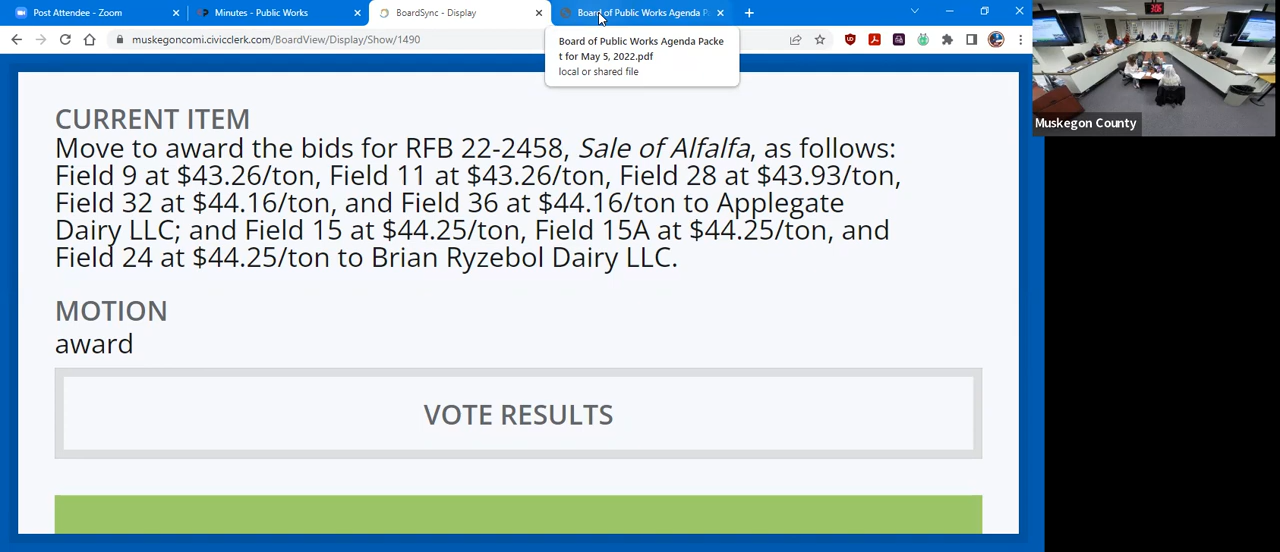 Post Attendee - Zoom
Minutes - Public Works
BoardSync - Display
Board of Public Works Agenda Pa
muskegoncomi.civicclerk.com/BoardView/Display/Show/1490
Board of Public Works Agenda Packe
t for May 5, 2022.pdf
local or shared file
3:06
Muskegon County
CURRENT ITEM
Move to award the bids for RFB 22-2458, Sale of Alfalfa, as follows:
Field 9 at $43.26/ton, Field 11 at $43.26/ton, Field 28 at $43.93/ton,
Field 32 at $44.16/ton, and Field 36 at $44.16/ton to Applegate
Dairy LLC; and Field 15 at $44.25/ton, Field 15A at $44.25/ton, and
Field 24 at $44.25/ton to Brian Ryzebol Dairy LLC.
MOTION
award
VOTE RESULTS